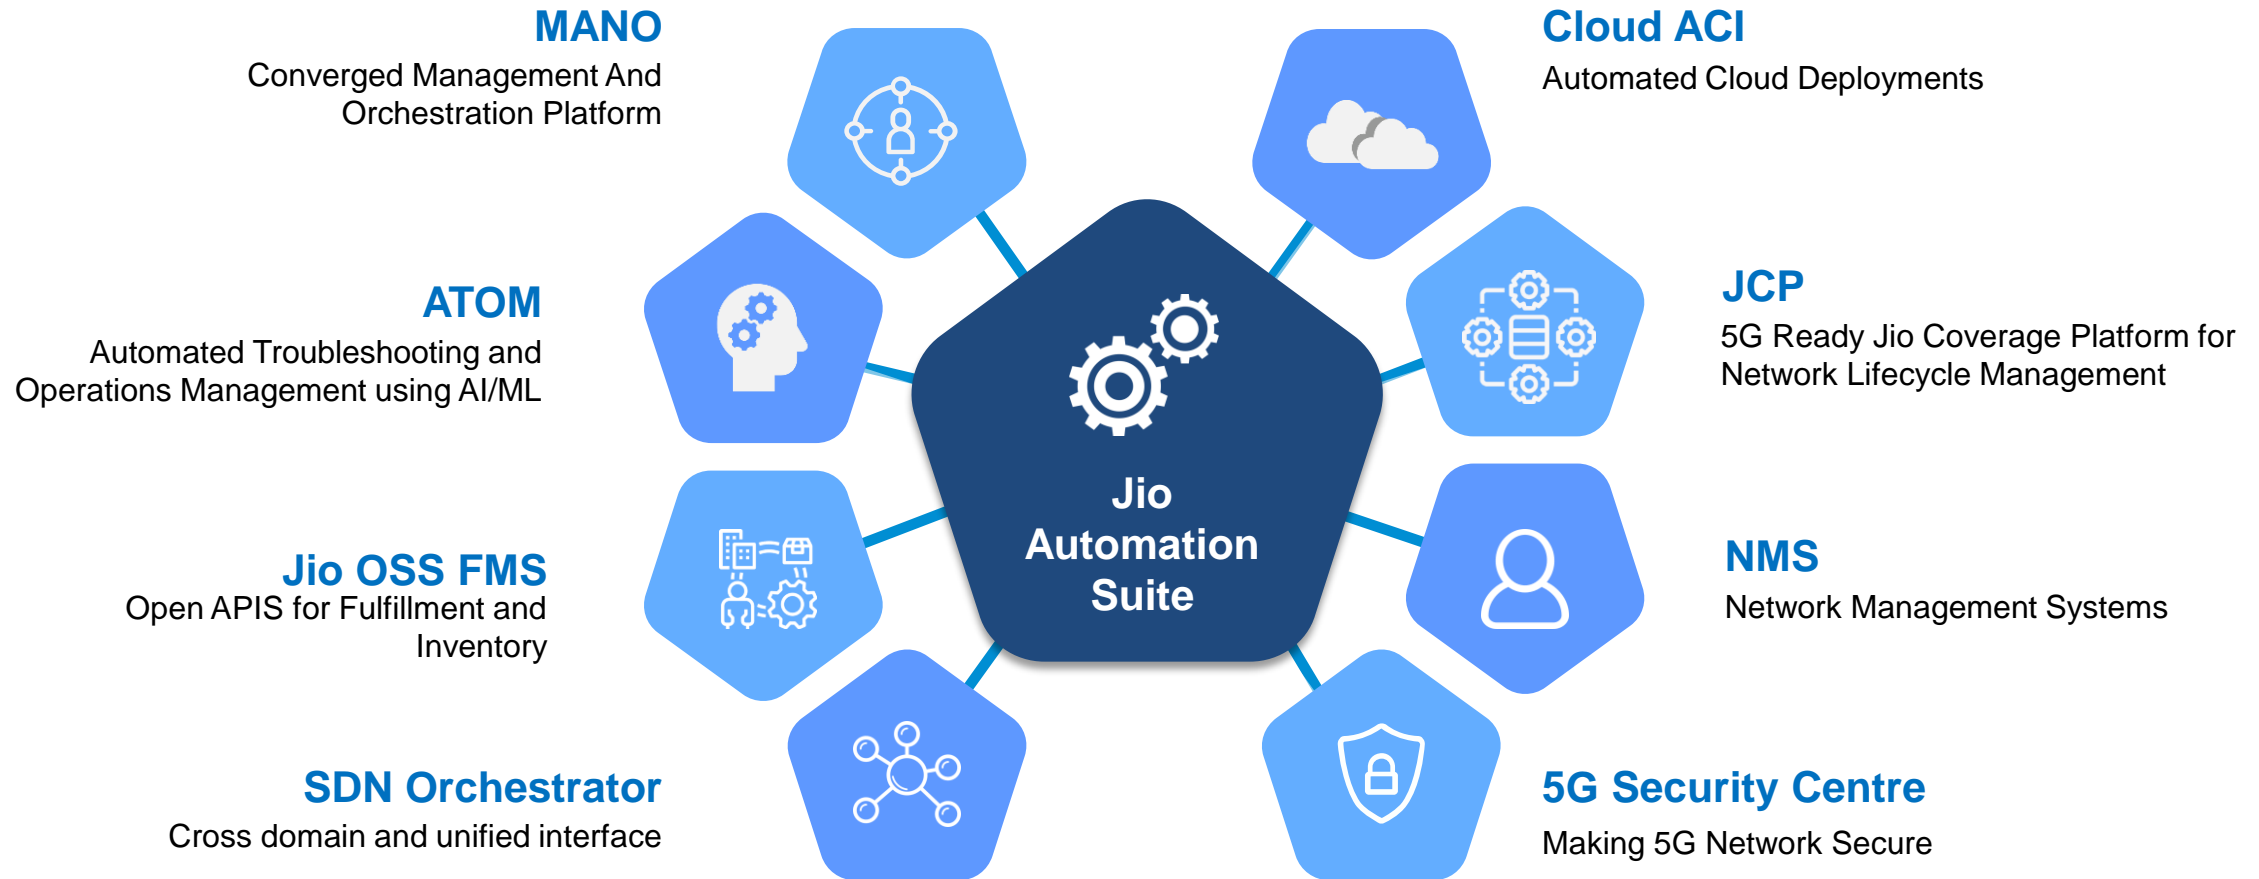 MANO
Converged Management And
Orchestration Platform
ATOM
Automated Troubleshooting and
Operations Management using AI/ML
Jio OSS FMS
Open APIS for Fulfillment and
Inventory
SDN Orchestrator
Cross domain and unified interface
Jio
Automation
Suite
Cloud ACI
Automated Cloud Deployments
JCP
5G Ready Jio Coverage Platform for
Network Lifecycle Management
NMS
Network Management Systems
5G Security Centre
Making 5G Network Secure